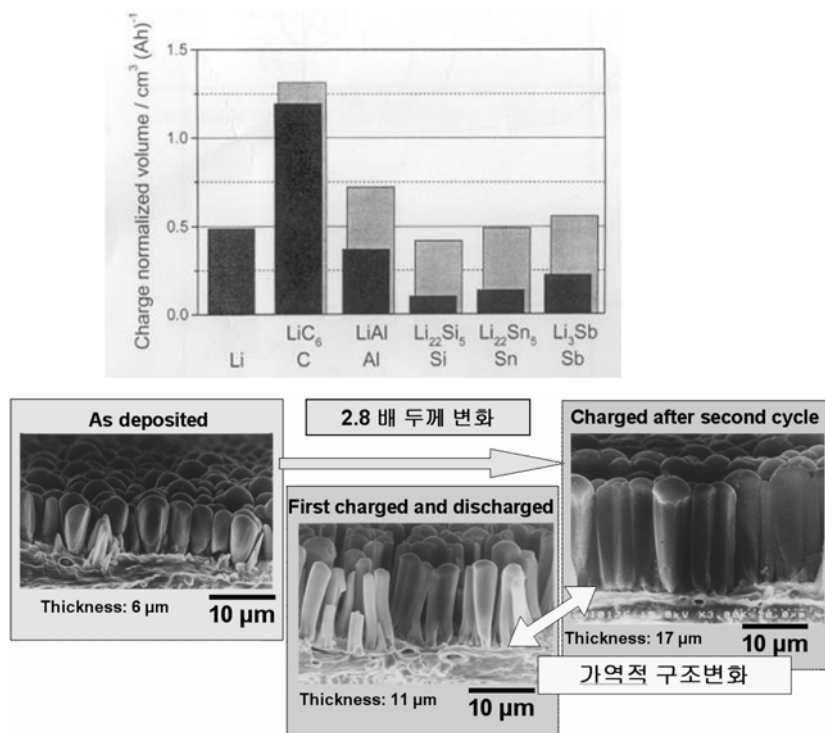 Charge normalized volume / cm³ (Ah)⁻¹
1.5
1.0
0.5
0.0
LiC₆ LiAl Li₂₂Si₅ Li₂₂Sn₅ Li₃Sb
Li C Al Si Sn Sb
As deposited
2.8 배 두께 변화
Charged after second cycle
First charged and discharged
Thickness: 6 μm
10 μm
Thickness: 17 μm
10 μm
가역적 구조변화
Thickness: 11 μm
10 μm